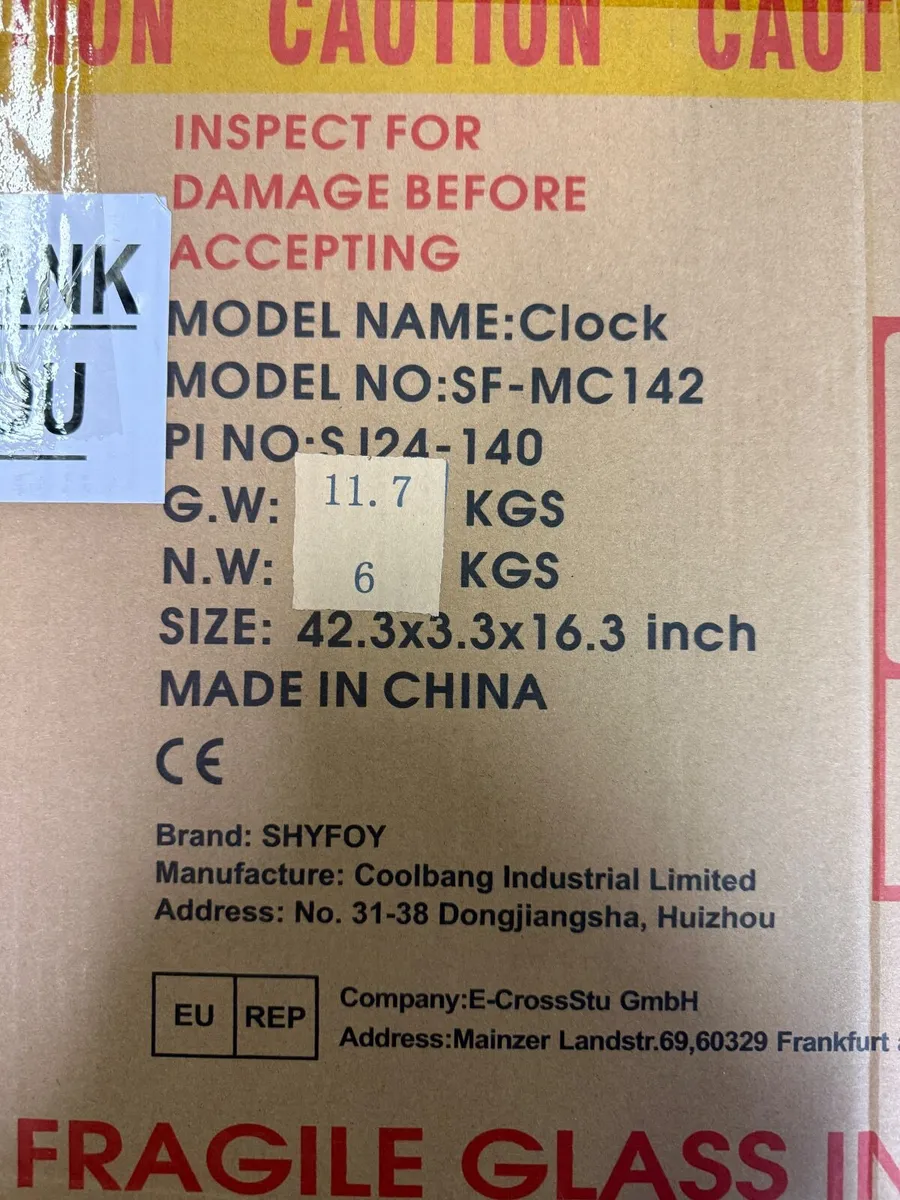 CAUTION
INSPECT FOR
DAMAGE BEFORE
ACCEPTING
MODEL NAME:Clock
MODEL NO:SF-MC142
PI NO:SJ24-140
G.W: 11.7 KGS
N.W: 6 KGS
SIZE: 42.3x3.3x16.3 inch
MADE IN CHINA
CE
Brand: SHYFOY
Manufacture: Coolbang Industrial Limited
Address: No. 31-38 Dongjiangsha, Huizhou
EU REP
Company:E-CrossStu GmbH
Address:Mainzer Landstr.69,60329 Frankfurt
FRAGILE GLASS